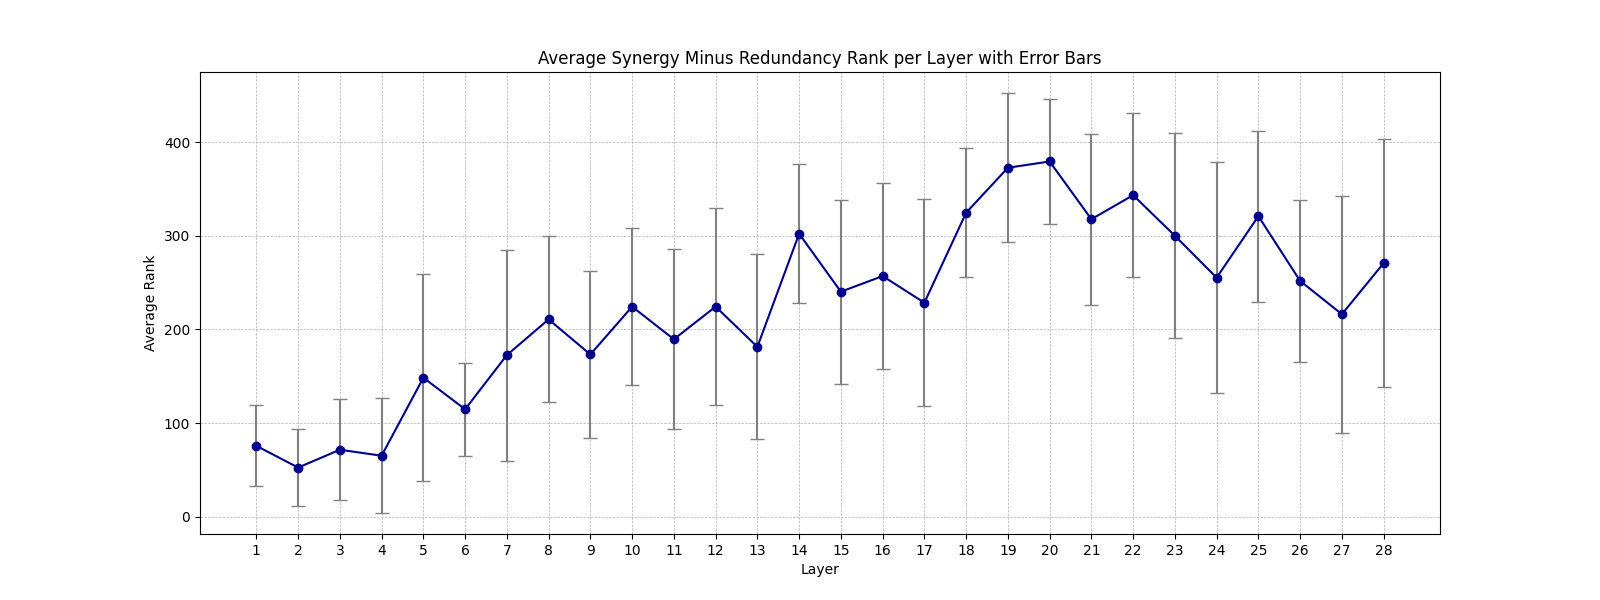 Average Synergy Minus Redundancy Rank per Layer with Error Bars
Average Rank
400
300
200
100
0
1 2 3 4 5 6 7 8 9 10 11 12 13 14 15 16 17 18 19 20 21 22 23 24 25 26 27 28
Layer